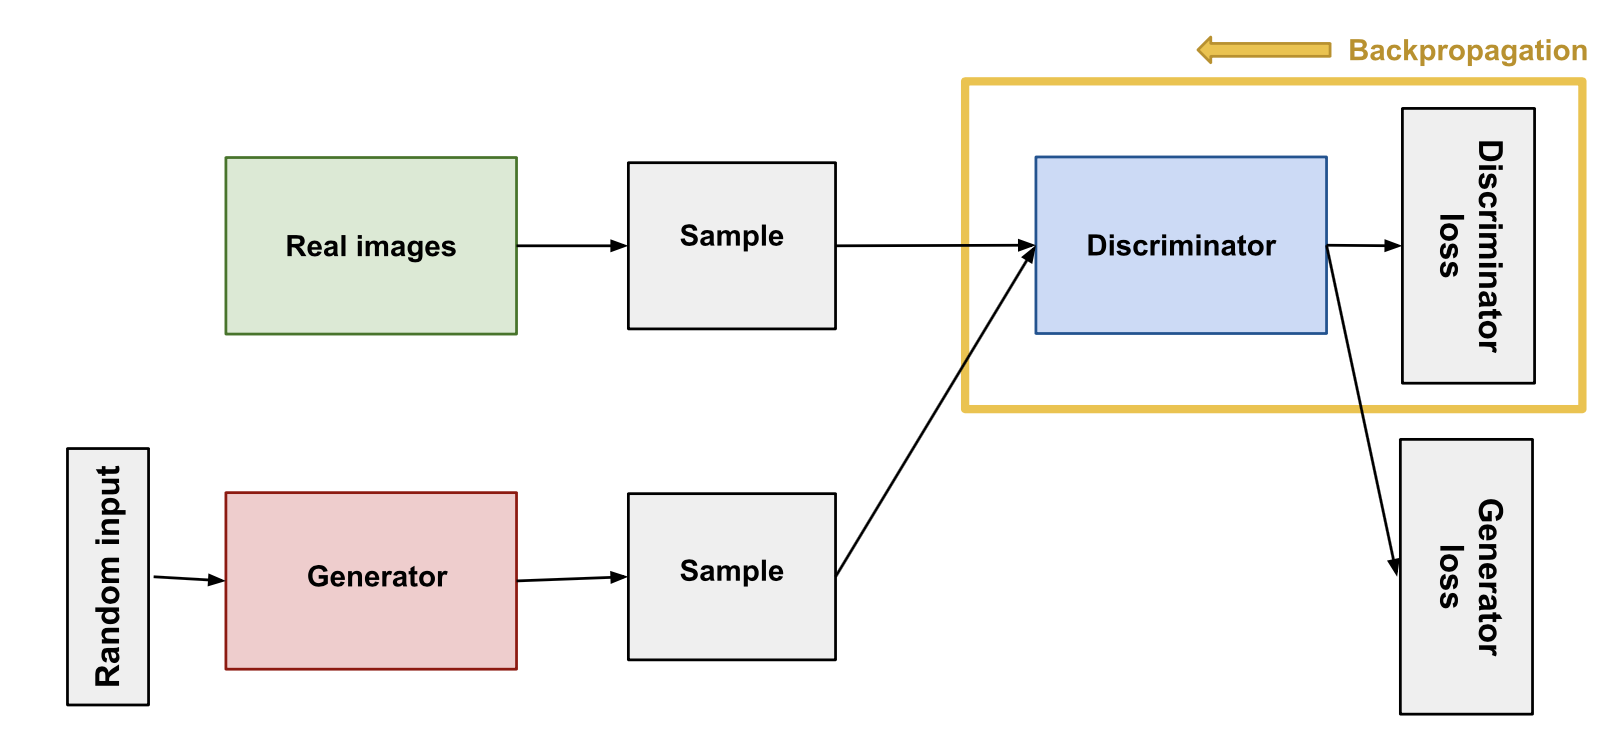 Backpropagation
Real images
Sample
Discriminator
Discriminator
loss
Random input
Generator
Sample
Generator
loss